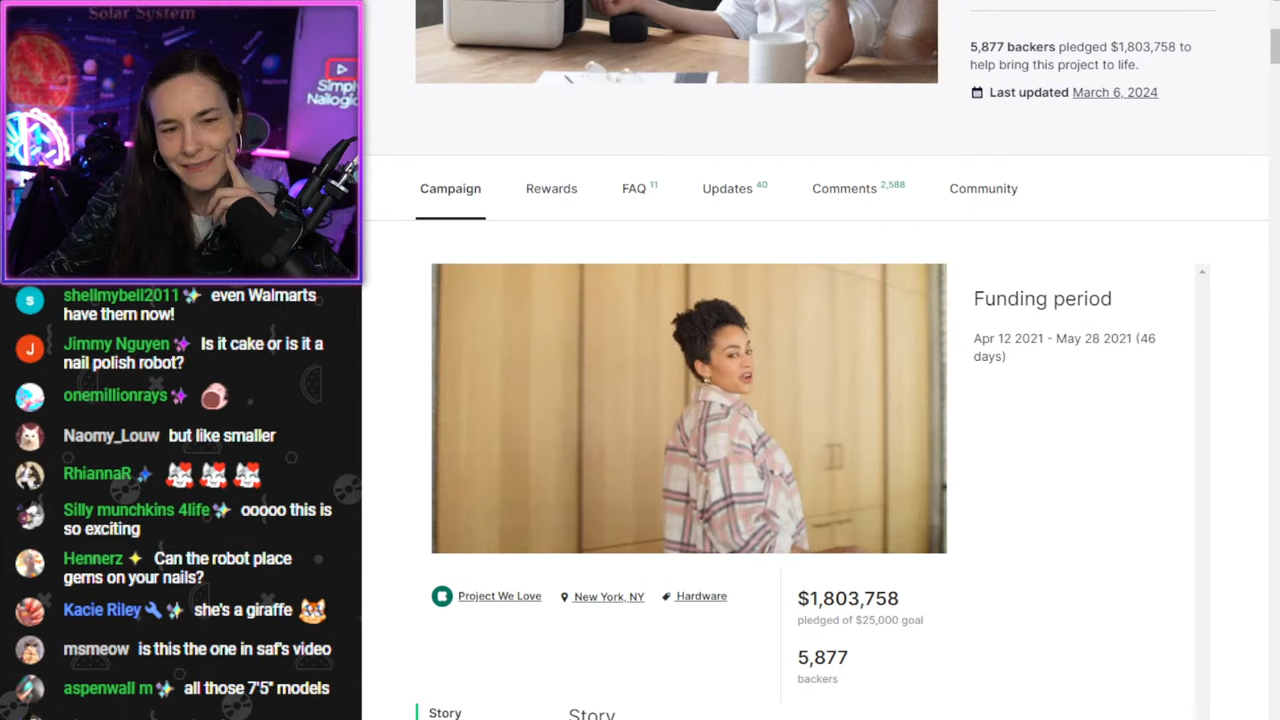 Solar System
Simply
Nailogic
shellmybell2011 even Walmarts
have them now!
Jimmy Nguyen Is it cake or is it a
nail polish robot?
onemillionrays
Naomy_Louw but like smaller
RhiannaR
Silly munchkins 4life ooooo this is
so exciting
Hennerz Can the robot place
gems on your nails?
Kacie Riley she's a giraffe
msmeow is this the one in saf's video
aspenwall m all those 7'5" models
5,877 backers pledged $1,803,758 to
help bring this project to life.
Last updated March 6, 2024
Campaign Rewards FAQ 11 Updates 40 Comments 2,588 Community
Funding period
Apr 12 2021 - May 28 2021 (46
days)
Project We Love New York, NY Hardware
$1,803,758
pledged of $25,000 goal
5,877
backers
Story
Story